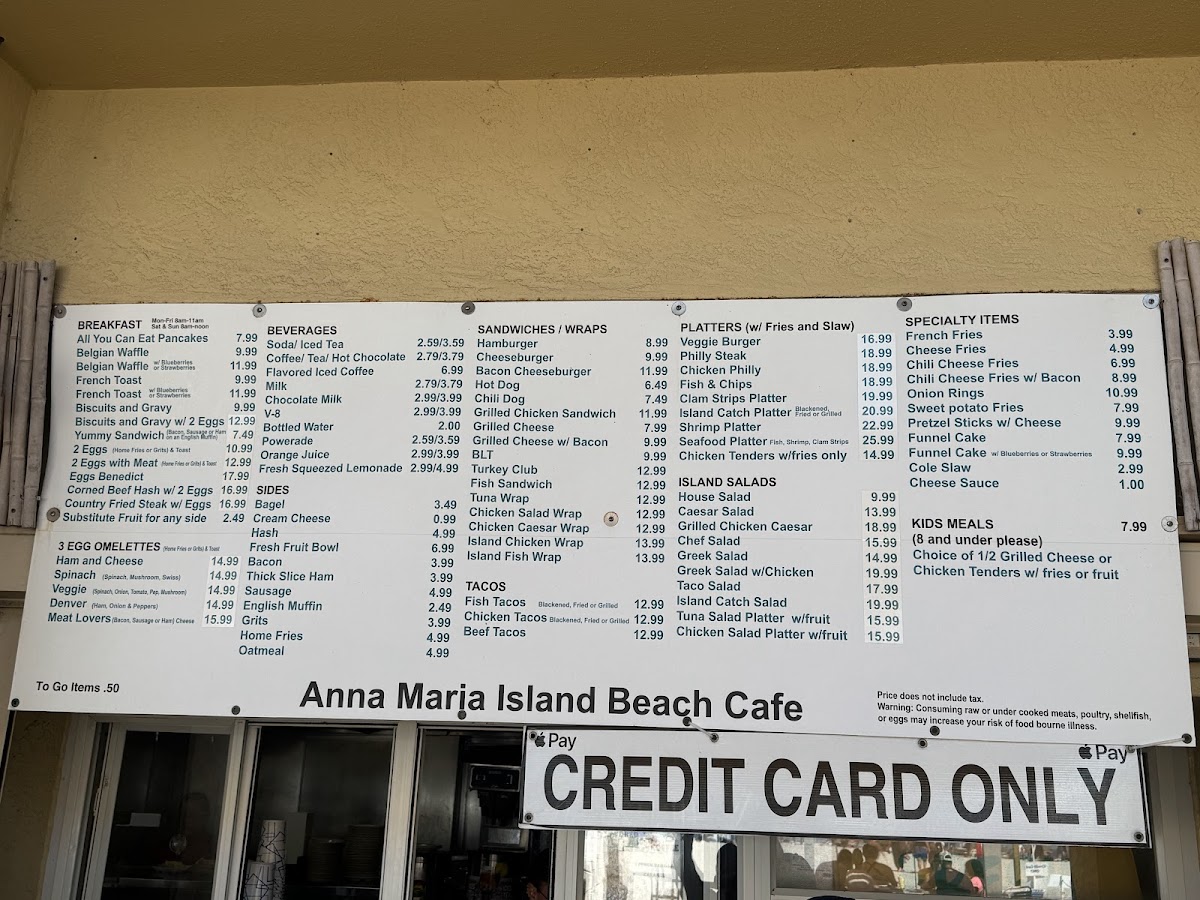 BREAKFAST Mon-Fri 8am-11am
Sat & Sun 8am-noon
All You Can Eat Pancakes 7.99
Belgian Waffle 9.99
Belgian Waffle w/ Blueberries or Strawberries 11.99
French Toast 9.99
French Toast w/ Blueberries or Strawberries 11.99
Biscuits and Gravy 9.99
Biscuits and Gravy w/ 2 Eggs 12.99
Yummy Sandwich (Bacon, Sausage or Ham on an English Muffin) 7.49
2 Eggs (Home Fries or Grits) & Toast 10.99
2 Eggs with Meat (Home Fries or Grits) & Toast 12.99
Eggs Benedict 17.99
Corned Beef Hash w/ 2 Eggs 16.99
Country Fried Steak w/ Eggs 16.99
Substitute Fruit for any side 2.49
3 EGG OMELETTES (Home Fries or Grits) & Toast
Ham and Cheese 14.99
Spinach (Spinach, Mushroom, Swiss) 14.99
Veggie (Spinach, Onion, Tomato, Pep, Mushroom) 14.99
Denver (Ham, Onion & Peppers) 14.99
Meat Lovers (Bacon, Sausage or Ham) Cheese 15.99
To Go Items .50
BEVERAGES
Soda/ Iced Tea 2.59/3.59
Coffee/ Tea/ Hot Chocolate 2.79/3.79
Flavored Iced Coffee 6.99
Milk 2.79/3.79
Chocolate Milk 2.99/3.99
V-8 2.99/3.99
Bottled Water 2.00
Powerade 2.59/3.59
Orange Juice 2.99/3.99
Fresh Squeezed Lemonade 2.99/4.99
SIDES
Bagel 3.49
Cream Cheese 0.99
Hash 4.99
Fresh Fruit Bowl 6.99
Bacon 3.99
Thick Slice Ham 3.99
Sausage 4.99
English Muffin 2.49
Grits 3.99
Home Fries 4.99
Oatmeal 4.99
SANDWICHES / WRAPS
Hamburger 8.99
Cheeseburger 9.99
Bacon Cheeseburger 11.99
Hot Dog 6.49
Chili Dog 7.49
Grilled Chicken Sandwich 11.99
Grilled Cheese 7.99
Grilled Cheese w/ Bacon 9.99
BLT 9.99
Turkey Club 12.99
Fish Sandwich 12.99
Tuna Wrap 12.99
Chicken Salad Wrap 12.99
Chicken Caesar Wrap 12.99
Island Chicken Wrap 13.99
Island Fish Wrap 13.99
TACOS
Fish Tacos Blackened, Fried or Grilled 12.99
Chicken Tacos Blackened, Fried or Grilled 12.99
Beef Tacos 12.99
PLATTERS (w/ Fries and Slaw)
Veggie Burger 16.99
Philly Steak 18.99
Chicken Philly 18.99
Fish & Chips 18.99
Clam Strips Platter 19.99
Island Catch Platter Blackened, Fried or Grilled 20.99
Shrimp Platter 22.99
Seafood Platter Fish, Shrimp, Clam Strips 25.99
Chicken Tenders w/fries only 14.99
ISLAND SALADS
House Salad 9.99
Caesar Salad 13.99
Grilled Chicken Caesar 18.99
Chef Salad 15.99
Greek Salad 14.99
Greek Salad w/Chicken 19.99
Taco Salad 17.99
Island Catch Salad 19.99
Tuna Salad Platter w/fruit 15.99
Chicken Salad Platter w/fruit 15.99
SPECIALTY ITEMS
French Fries 3.99
Cheese Fries 4.99
Chili Cheese Fries 6.99
Chili Cheese Fries w/ Bacon 8.99
Onion Rings 10.99
Sweet potato Fries 7.99
Pretzel Sticks w/ Cheese 9.99
Funnel Cake 7.99
Funnel Cake w/ Blueberries or Strawberries 9.99
Cole Slaw 2.99
Cheese Sauce 1.00
KIDS MEALS 7.99
(8 and under please)
Choice of 1/2 Grilled Cheese or
Chicken Tenders w/ fries or fruit
Anna Maria Island Beach Cafe
Price does not include tax.
Warning: Consuming raw or under cooked meats, poultry, shellfish,
or eggs may increase your risk of food bourne illness.
Pay
Pay
CREDIT CARD ONLY